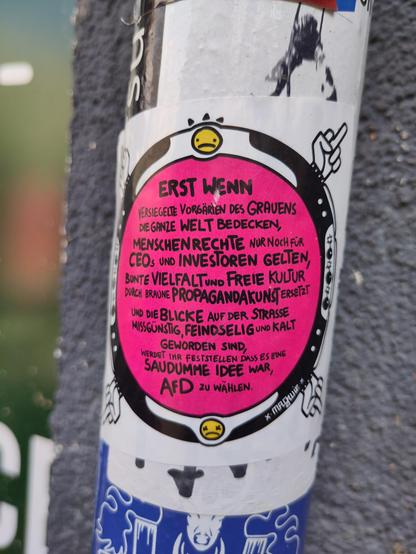 ERST WENN
VERSIEGELTE VORGÄRTEN DES GRAUENS
DIE GANZE WELT BEDECKEN,
MENSCHENRECHTE NUR NOCH FÜR
CEOs UND INVESTOREN GELTEN,
BUNTE VIELFALT UND FREIE KULTUR
DURCH BRAUNE PROPAGANDAKUNST ERSETZT
UND DIE BLICKE AUF DER STRASSE
MISSGÜNSTIG, FEINDSELIG UND KALT
GEWORDEN SIND,
WERDET IHR FESTSTELLEN DASS ES EINE
SAUDUMME IDEE WAR,
AfD ZU WÄHLEN.